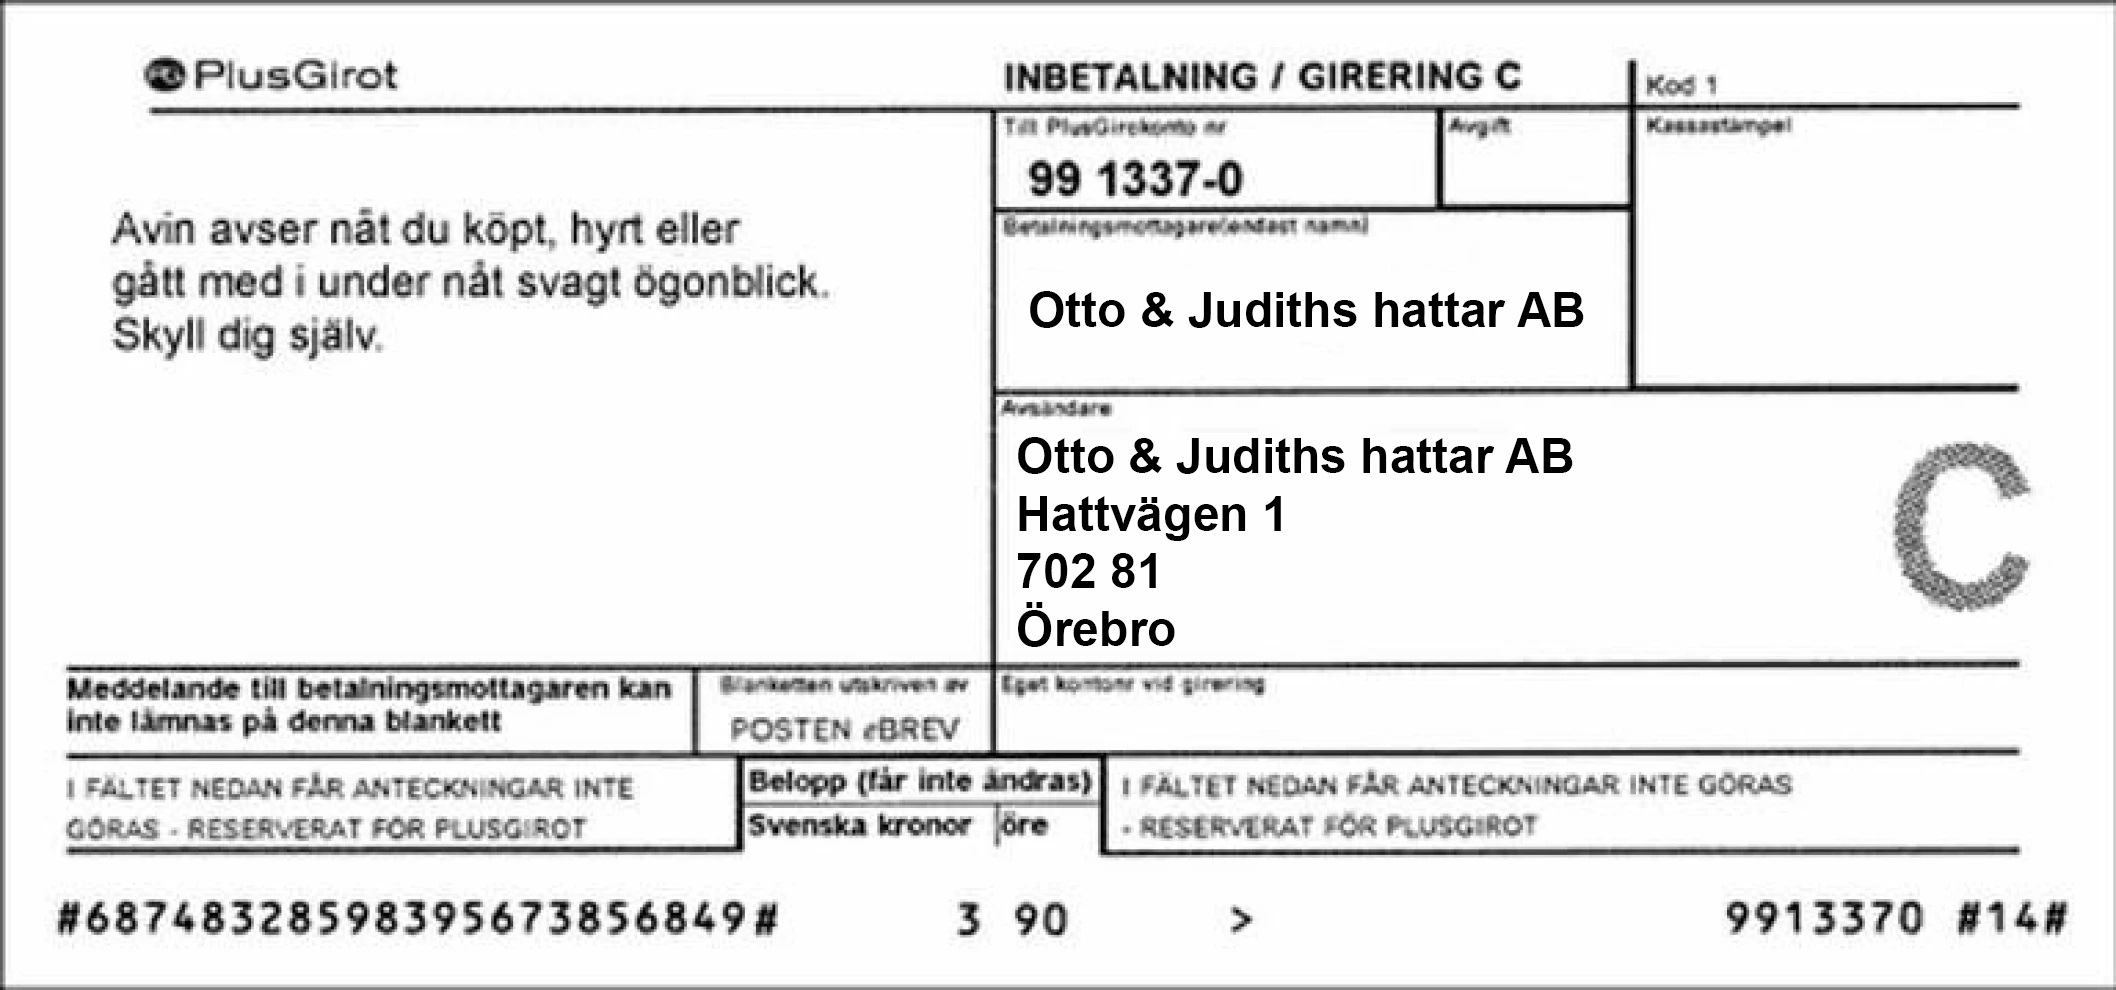 PlusGirot
INBETALNING / GIRERING C
Kod 1
Till PlusGirokonto nr
Avgift
Kassastämpel
99 1337-0
Avin avser nåt du köpt, hyrt eller
gått med i under nåt svagt ögonblick.
Skyll dig själv.
Betalningsmottagare(endast namn)
Otto & Judiths hattar AB
Avsändare
Otto & Judiths hattar AB
Hattvägen 1
702 81
Örebro
C
Meddelande till betalningsmottagaren kan
inte lämnas på denna blankett
Blanketten utskriven av
POSTEN eBREV
Eget kontonr vid girering
I FÄLTET NEDAN FÅR ANTECKNINGAR INTE
GÖRAS - RESERVERAT FÖR PLUSGIROT
Belopp (får inte ändras)
Svenska kronor öre
I FÄLTET NEDAN FÅR ANTECKNINGAR INTE GÖRAS
- RESERVERAT FÖR PLUSGIROT
#68748328598395673856849# 3 90 > 9913370 #14#